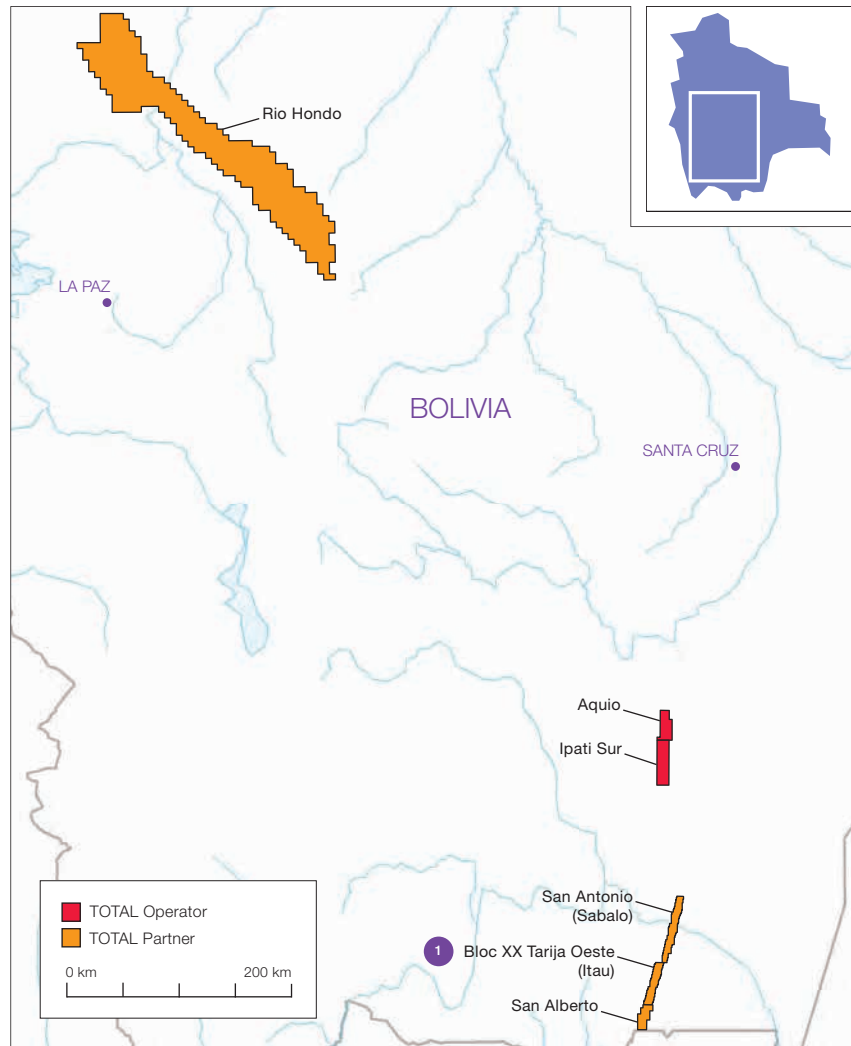 Rio Hondo
LA PAZ
BOLIVIA
SANTA CRUZ
Aquio
Ipati Sur
San Antonio
(Sabalo)
1
Bloc XX Tarija Oeste
(Itau)
San Alberto
TOTAL Operator
TOTAL Partner
0 km 200 km